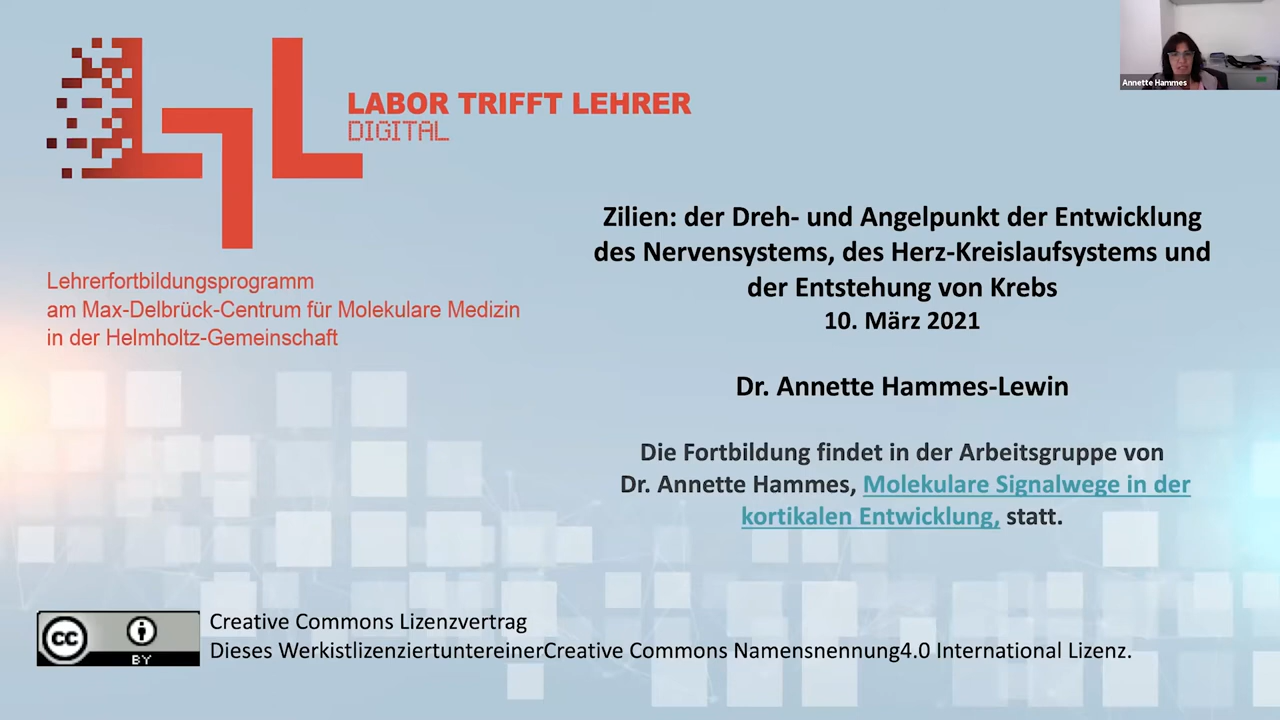 Annette Hammes
LABOR TRIFFT LEHRER
DIGITAL
Zilien: der Dreh- und Angelpunkt der Entwicklung
des Nervensystems, des Herz-Kreislaufsystems und
der Entstehung von Krebs
10. März 2021
Lehrerfortbildungsprogramm
am Max-Delbrück-Centrum für Molekulare Medizin
in der Helmholtz-Gemeinschaft
Dr. Annette Hammes-Lewin
Die Fortbildung findet in der Arbeitsgruppe von
Dr. Annette Hammes, Molekulare Signalwege in der
kortikalen Entwicklung, statt.
cc
BY
Creative Commons Lizenzvertrag
Dieses WerkistlizenziertuntereinerCreative Commons Namensnennung4.0 International Lizenz.